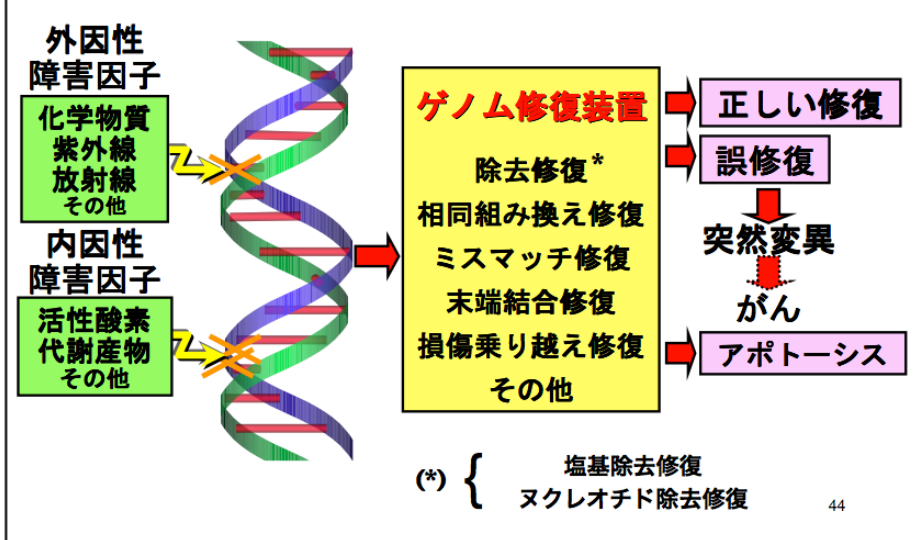 外因性
障害因子
化学物質
紫外線
放射線
その他
内因性
障害因子
活性酸素
代謝産物
その他
ゲノム修復装置
除去修復*
相同組み換え修復
ミスマッチ修復
末端結合修復
損傷乗り越え修復
その他
正しい修復
誤修復
突然変異
がん
アポトーシス
(*) {
塩基除去修復
ヌクレオチド除去修復
44